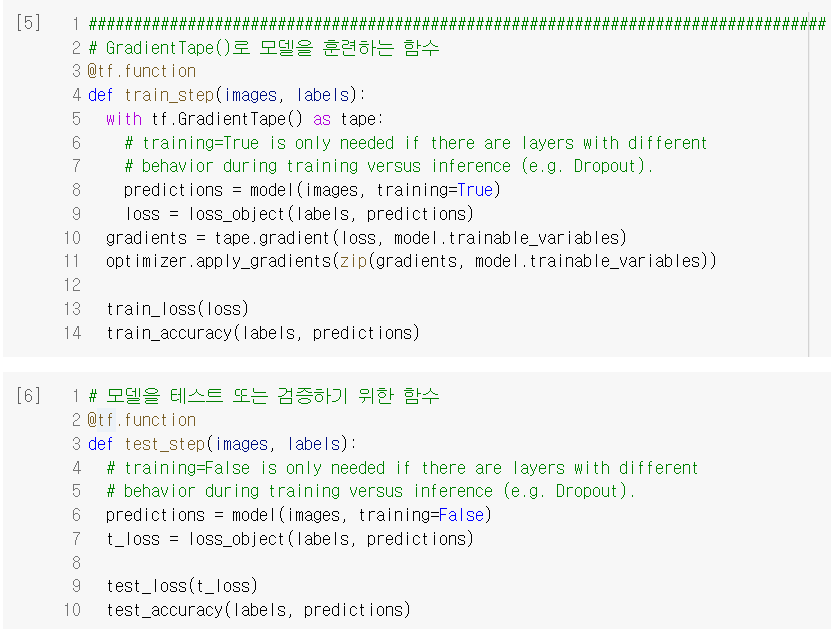 [5] 1 ##################################################################################
2 # GradientTape()로 모델을 훈련하는 함수
3 @tf.function
4 def train_step(images, labels):
5   with tf.GradientTape() as tape:
6     # training=True is only needed if there are layers with different
7     # behavior during training versus inference (e.g. Dropout).
8     predictions = model(images, training=True)
9     loss = loss_object(labels, predictions)
10   gradients = tape.gradient(loss, model.trainable_variables)
11   optimizer.apply_gradients(zip(gradients, model.trainable_variables))
12
13   train_loss(loss)
14   train_accuracy(labels, predictions)
[6] 1 # 모델을 테스트 또는 검증하기 위한 함수
2 @tf.function
3 def test_step(images, labels):
4   # training=False is only needed if there are layers with different
5   # behavior during training versus inference (e.g. Dropout).
6   predictions = model(images, training=False)
7   t_loss = loss_object(labels, predictions)
8
9   test_loss(t_loss)
10   test_accuracy(labels, predictions)